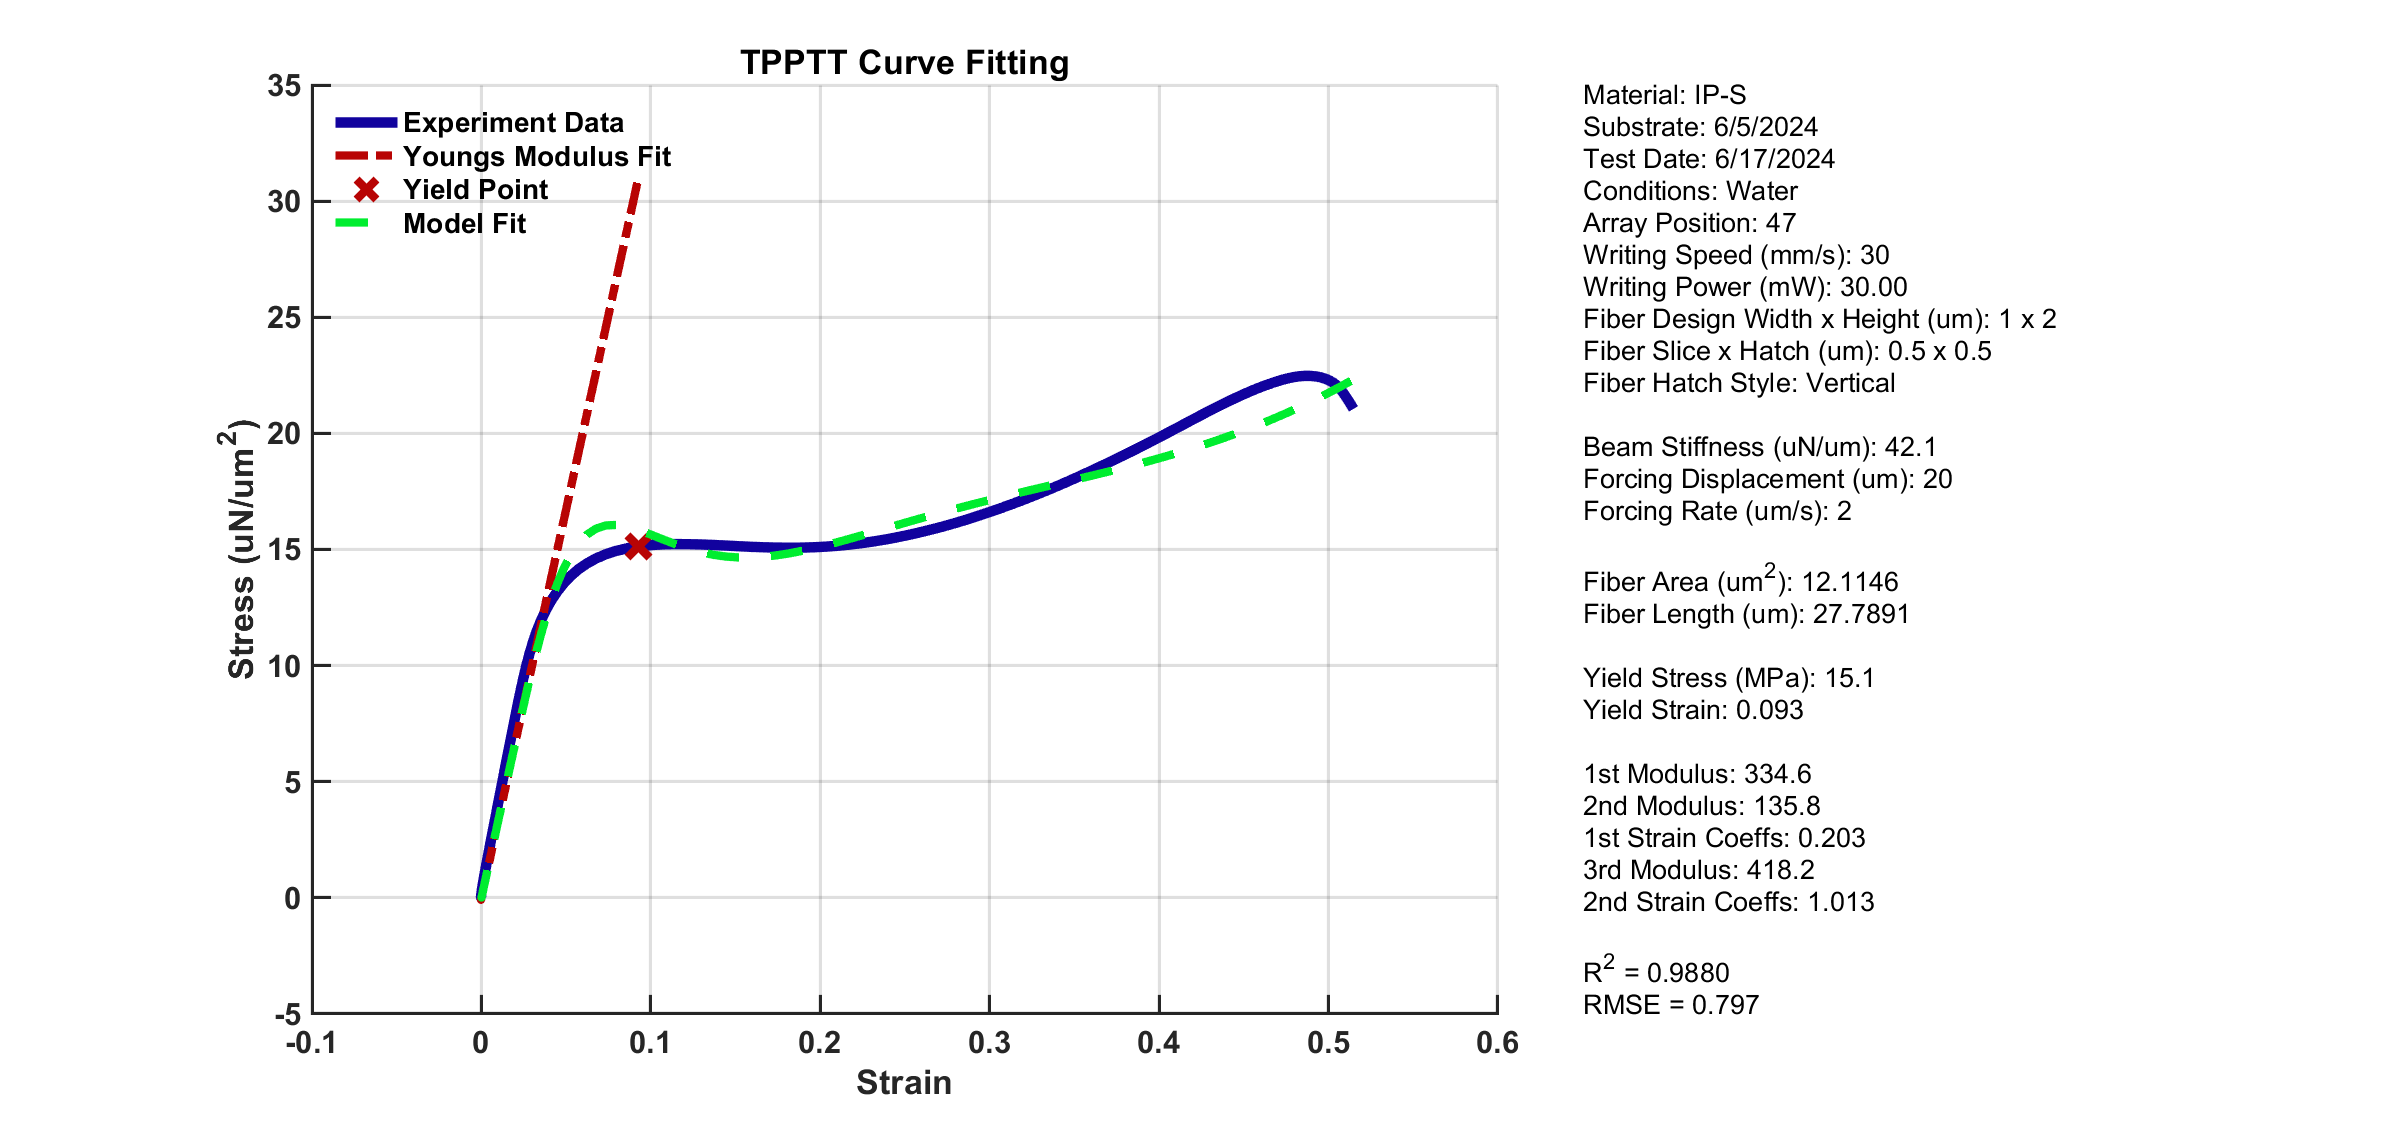 TPPTT Curve Fitting
35
30
25
20
15
10
5
0
-5
Stress (uN/um²)
Experiment Data
Youngs Modulus Fit
Yield Point
Model Fit
-0.1
0
0.1
0.2
0.3
0.4
0.5
0.6
Strain
Material: IP-S
Substrate: 6/5/2024
Test Date: 6/17/2024
Conditions: Water
Array Position: 47
Writing Speed (mm/s): 30
Writing Power (mW): 30.00
Fiber Design Width x Height (um): 1 x 2
Fiber Slice x Hatch (um): 0.5 x 0.5
Fiber Hatch Style: Vertical
Beam Stiffness (uN/um): 42.1
Forcing Displacement (um): 20
Forcing Rate (um/s): 2
Fiber Area (um²): 12.1146
Fiber Length (um): 27.7891
Yield Stress (MPa): 15.1
Yield Strain: 0.093
1st Modulus: 334.6
2nd Modulus: 135.8
1st Strain Coeffs: 0.203
3rd Modulus: 418.2
2nd Strain Coeffs: 1.013
R² = 0.9880
RMSE = 0.797